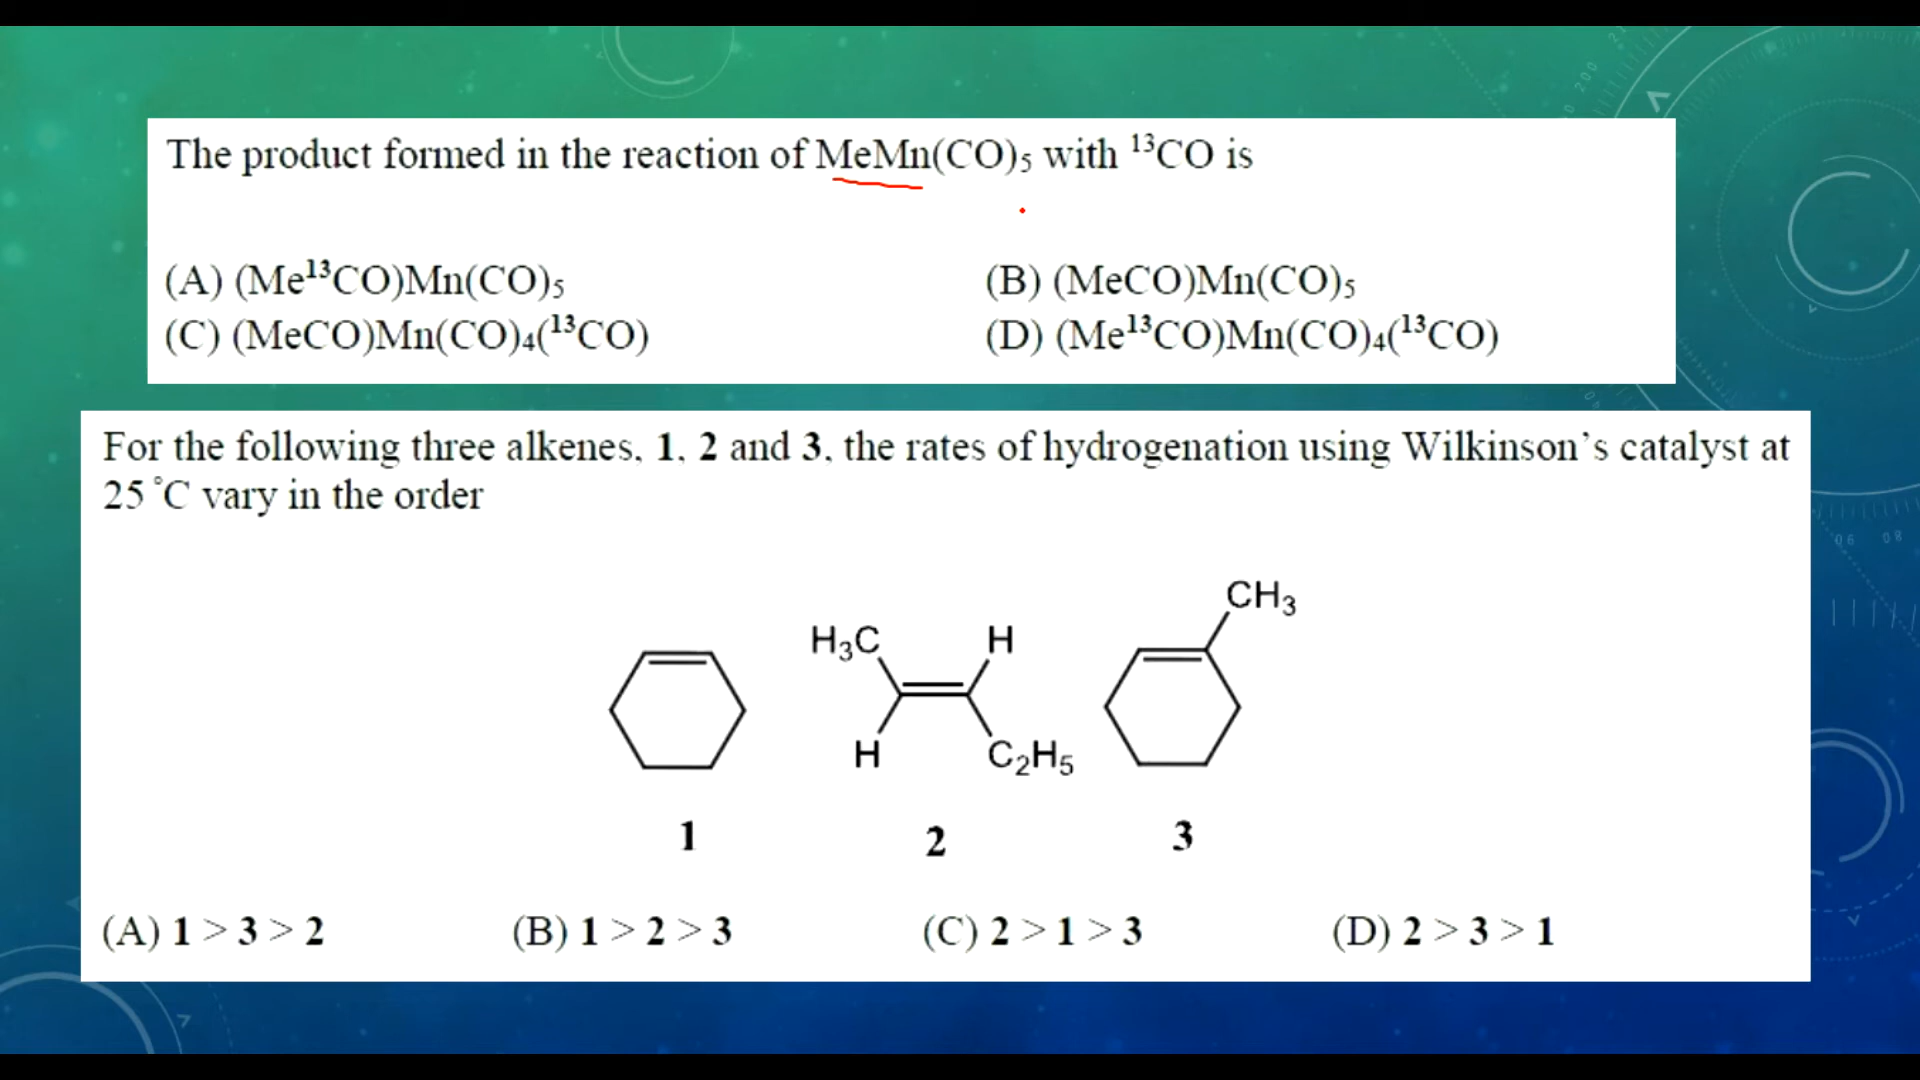 The product formed in the reaction of MeMn(CO)₅ with ¹³CO is
(A) (Me¹³CO)Mn(CO)₅ (B) (MeCO)Mn(CO)₅
(C) (MeCO)Mn(CO)₄(¹³CO) (D) (Me¹³CO)Mn(CO)₄(¹³CO)
For the following three alkenes, 1, 2 and 3, the rates of hydrogenation using Wilkinson's catalyst at
25 °C vary in the order
CH₃
H₃C H
H C₂H₅
1 2 3
(A) 1 > 3 > 2 (B) 1 > 2 > 3 (C) 2 > 1 > 3 (D) 2 > 3 > 1